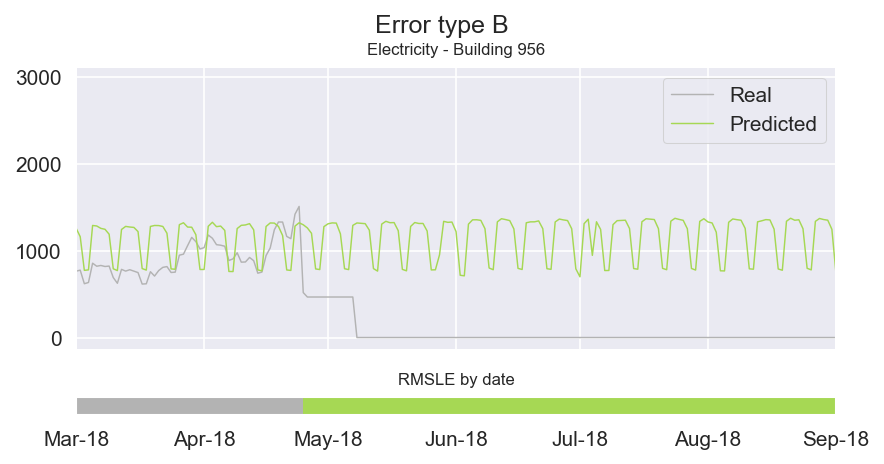 Error type B
Electricity - Building 956
3000
2000
1000
0
Real
Predicted
RMSLE by date
Mar-18 Apr-18 May-18 Jun-18 Jul-18 Aug-18 Sep-18